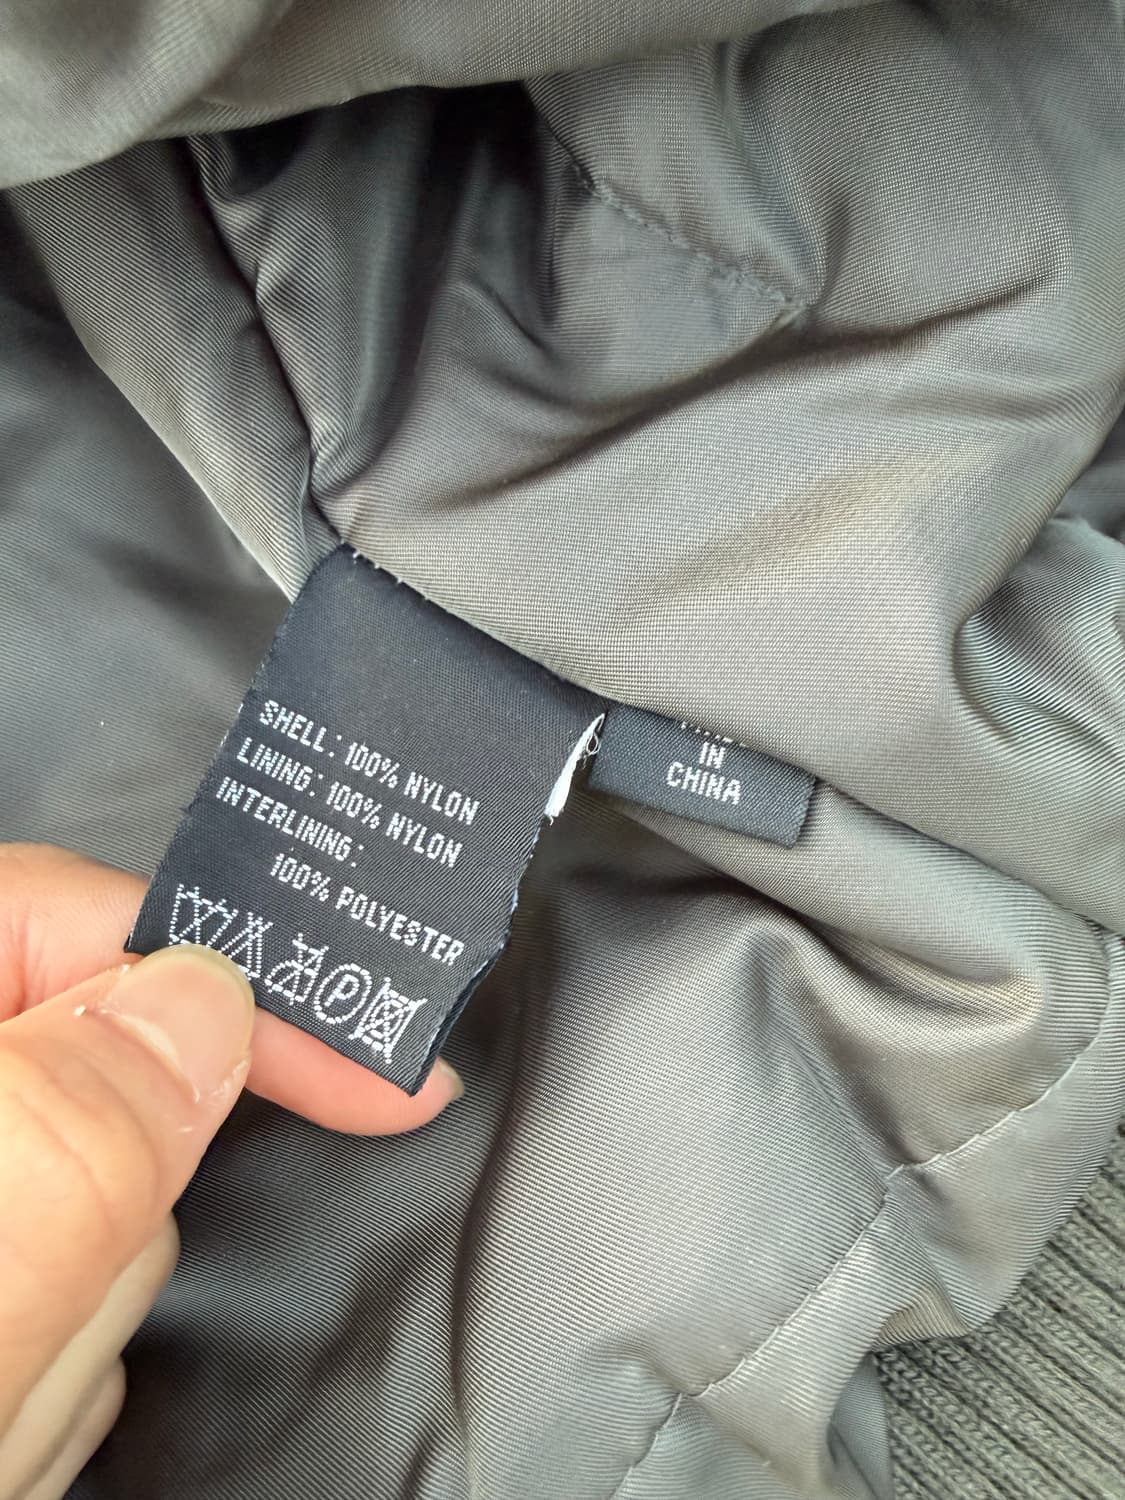 SHELL: 100% NYLON
LINING: 100% NYLON
INTERLINING:
100% POLYESTER
P
IN
CHINA